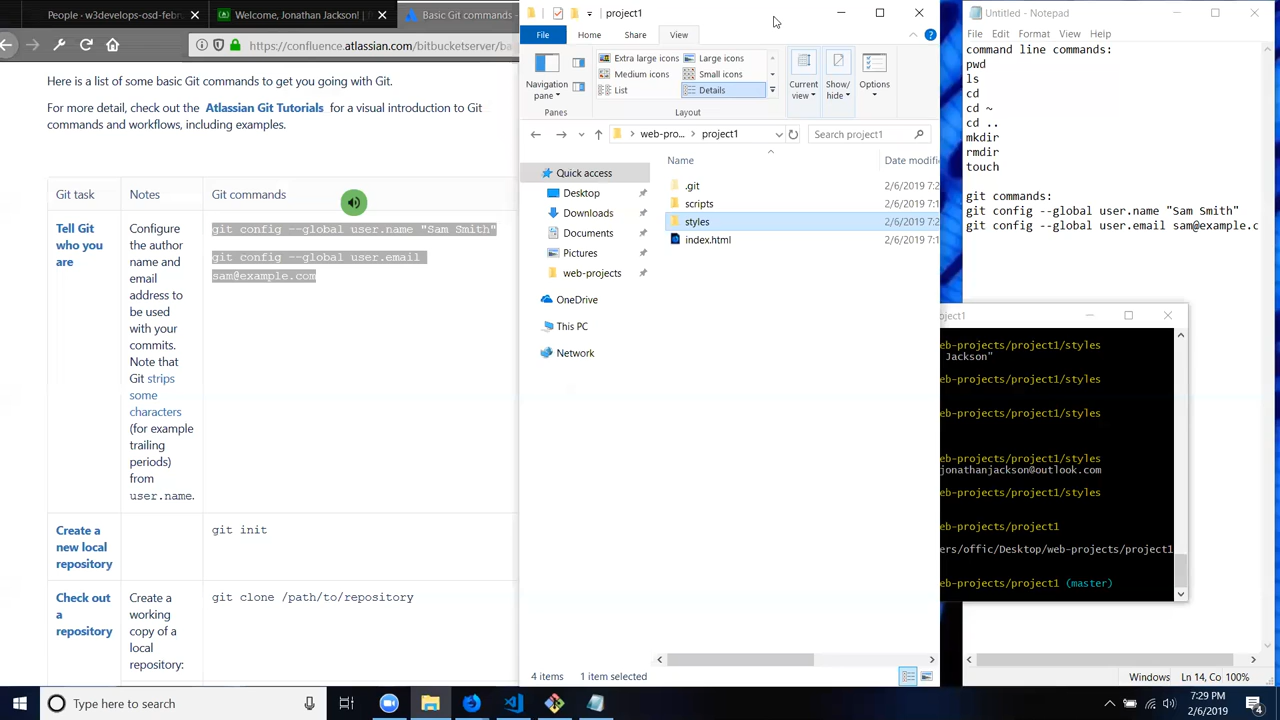 People - w3develops-osd-feb
Welcome, Jonathan Jackson! |
Basic Git commands -
https://confluence.atlassian.com/bitbucketserver/ba
Here is a list of some basic Git commands to get you going with Git.
For more detail, check out the Atlassian Git Tutorials for a visual introduction to Git
commands and workflows, including examples.
Git task
Notes
Git commands
Tell Git
who you
are
Configure
the author
name and
email
address to
be used
with your
commits.
Note that
Git strips
some
characters
(for example
trailing
periods)
from
user.name.
git config --global user.name "Sam Smith"
git config --global user.email
sam@example.com
Create a
new local
repository
git init
Check out
a
repository
Create a
working
copy of a
local
repository:
git clone /path/to/repository
project1
File
Home
Share
View
Navigation
pane
Panes
Extra large icons
Large icons
Medium icons
Small icons
List
Details
Layout
Current
view
Show/
hide
Options
web-pro...
project1
Search project1
Quick access
Desktop
Downloads
Documents
Pictures
web-projects
OneDrive
This PC
Network
Name
Date modifi
.git
2/6/2019 7:2
scripts
2/6/2019 7:1
styles
2/6/2019 7:2
index.html
2/6/2019 7:1
4 items
1 item selected
Untitled - Notepad
File
Edit
Format
View
Help
command line commands:
pwd
ls
cd
cd ~
cd ..
mkdir
rmdir
touch
git commands:
git config --global user.name "Sam Smith"
git config --global user.email sam@example.c
oject1
eb-projects/project1/styles
Jackson"
eb-projects/project1/styles
eb-projects/project1/styles
eb-projects/project1/styles
jonathanjackson@outlook.com
eb-projects/project1/styles
eb-projects/project1
ers/offic/Desktop/web-projects/project1
eb-projects/project1 (master)
Windows
Ln 14, Co
100%
Type here to search
7:29 PM
2/6/2019
4